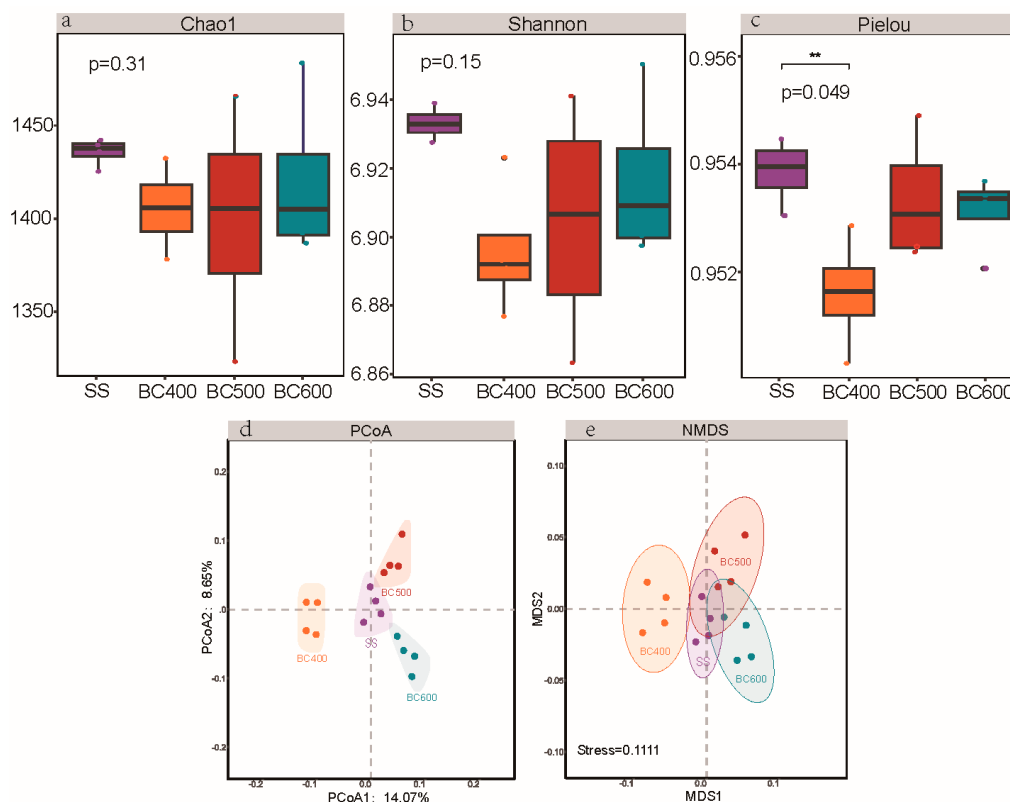 a
Chao1
p=0.31
1450
1400
1350
SS
BC400
BC500
BC600
b
Shannon
p=0.15
6.94
6.92
6.90
6.88
6.86
SS
BC400
BC500
BC600
c
Pielou
**
p=0.049
0.956
0.954
0.952
SS
BC400
BC500
BC600
d
PCoA
PCoA2：8.65%
0.2
0.1
.0
-0.1
-0.2
BC500
BC400
SS
BC600
-0.2
-0.1
0.0
0.1
0.2
PCoA1：14.07%
e
NMDS
MDS2
0.10
0.05
0.00
-0.05
-0.10
BC500
BC400
SS
BC600
Stress=0.1111
-0.1
0.0
0.1
MDS1